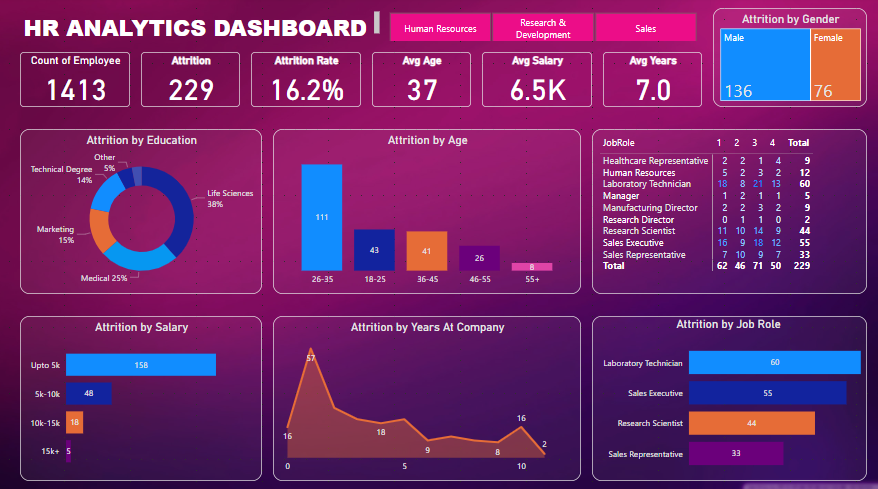 HR ANALYTICS DASHBOARD
Human Resources
Research &
Development
Sales
Attrition by Gender
Male
136
Female
76
Count of Employee
1413
Attrition
229
Attrition Rate
16.2%
Avg Age
37
Avg Salary
6.5K
Avg Years
7.0
Attrition by Education
Other
5%
Technical Degree
14%
Life Sciences
38%
Marketing
15%
Medical 25%
Attrition by Age
111
43
41
26
8
26-35 18-25 36-45 46-55 55+
JobRole 1 2 3 4 Total
Healthcare Representative 2 2 1 4 9
Human Resources 5 2 3 2 12
Laboratory Technician 18 8 21 13 60
Manager 1 2 1 1 5
Manufacturing Director 2 2 3 2 9
Research Director 0 1 1 0 2
Research Scientist 11 10 14 9 44
Sales Executive 16 9 18 12 55
Sales Representative 7 10 9 7 33
Total 62 46 71 50 229
Attrition by Salary
Upto 5k 158
5k-10k 48
10k-15k 18
15k+ 5
Attrition by Years At Company
57
16
18
9
8
16
2
0 5 10
Attrition by Job Role
Laboratory Technician 60
Sales Executive 55
Research Scientist 44
Sales Representative 33